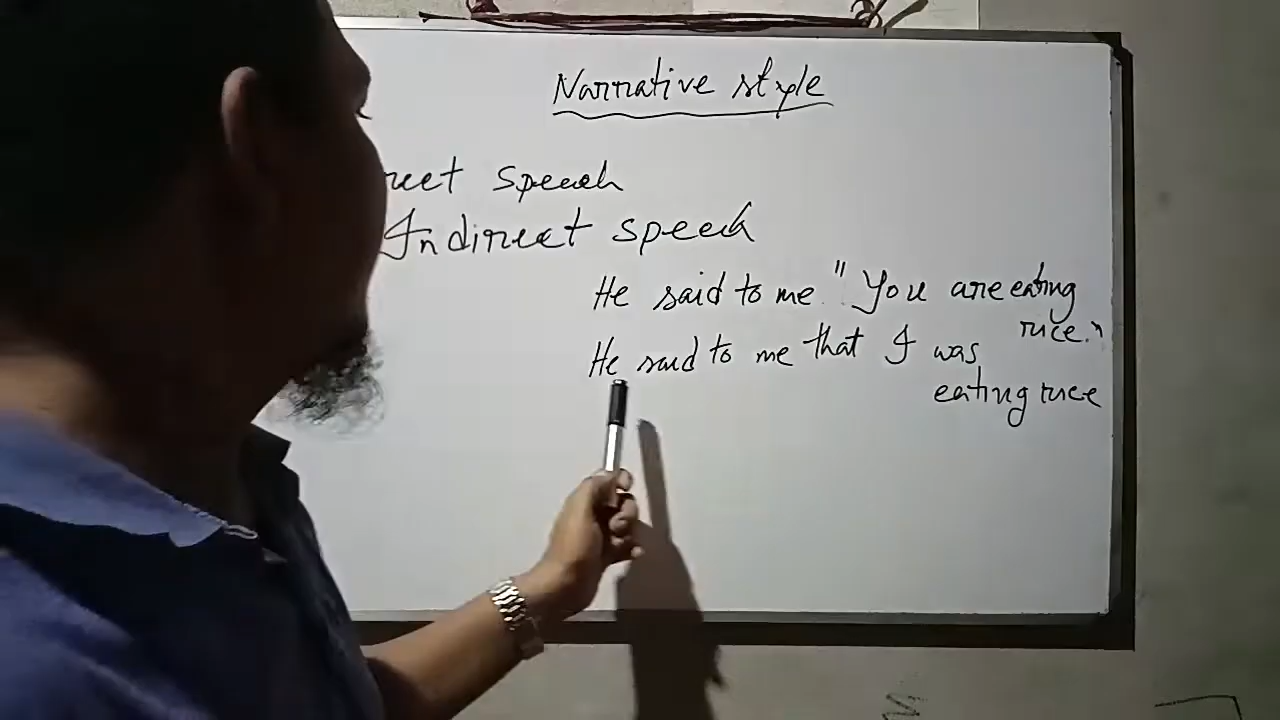 Narrative style
rect speech
Indirect speech
He said to me "You are eating
rice."
He said to me that I was
eating rice